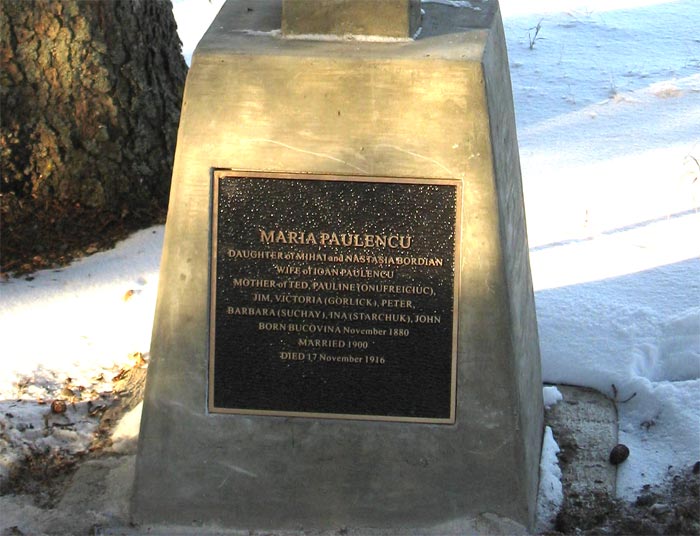 MARIA PAULENCU
DAUGHTER of MIHAI and NASTASIA BORDIAN
WIFE of IOAN PAULENCU
MOTHER OF TED, PAULINE (ONUFREICIUC),
JIM, VICTORIA (GORLICK), PETER,
BARBARA (SUCHAY), INA (STARCHUK), JOHN
BORN BUCOVINA November 1880
MARRIED 1900
DIED 17 November 1916